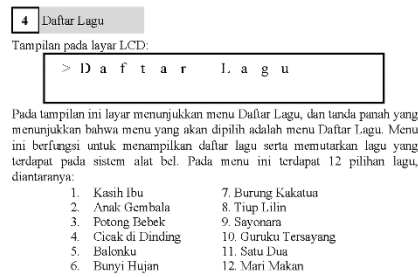 4 Daftar Lagu
Tampilan pada layar LCD:
> D a f t a r L a g u
Pada tampilan ini layar menunjukkan menu Daftar Lagu, dan tanda panah yang
menunjukkan bahwa menu yang akan dipilih adalah menu Daftar Lagu. Menu
ini berfungsi untuk menampilkan daftar lagu serta memutarkan lagu yang
terdapat pada sistem alat bel. Pada menu ini terdapat 12 pilihan lagu,
diantaranya:
1. Kasih Ibu 7. Burung Kakatua
2. Anak Gembala 8. Tiup Lilin
3. Potong Bebek 9. Sayonara
4. Cicak di Dinding 10. Guruku Tersayang
5. Balonku 11. Satu Dua
6. Bunyi Hujan 12. Mari Makan